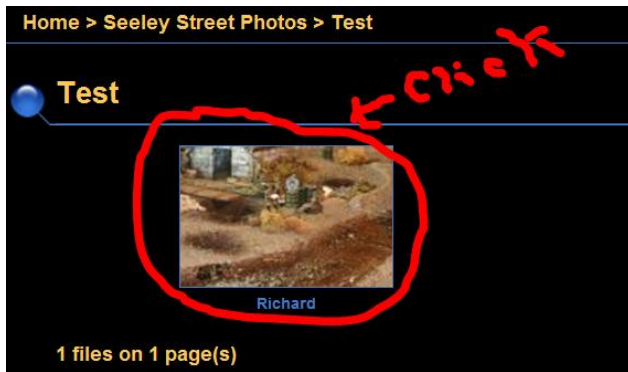 Home > Seeley Street Photos > Test
Click
Test
Richard
1 files on 1 page(s)